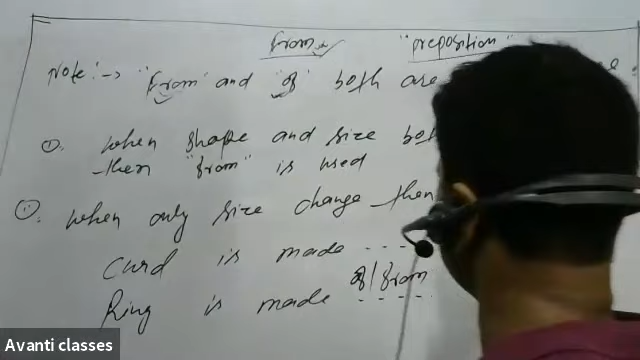 from "preposition"
Note :-> "from" and "of" both are
①. when shape and size both
then "from" is used
②. when only size change then
Curd is made ....
of/from
Ring is made -----
Avanti classes